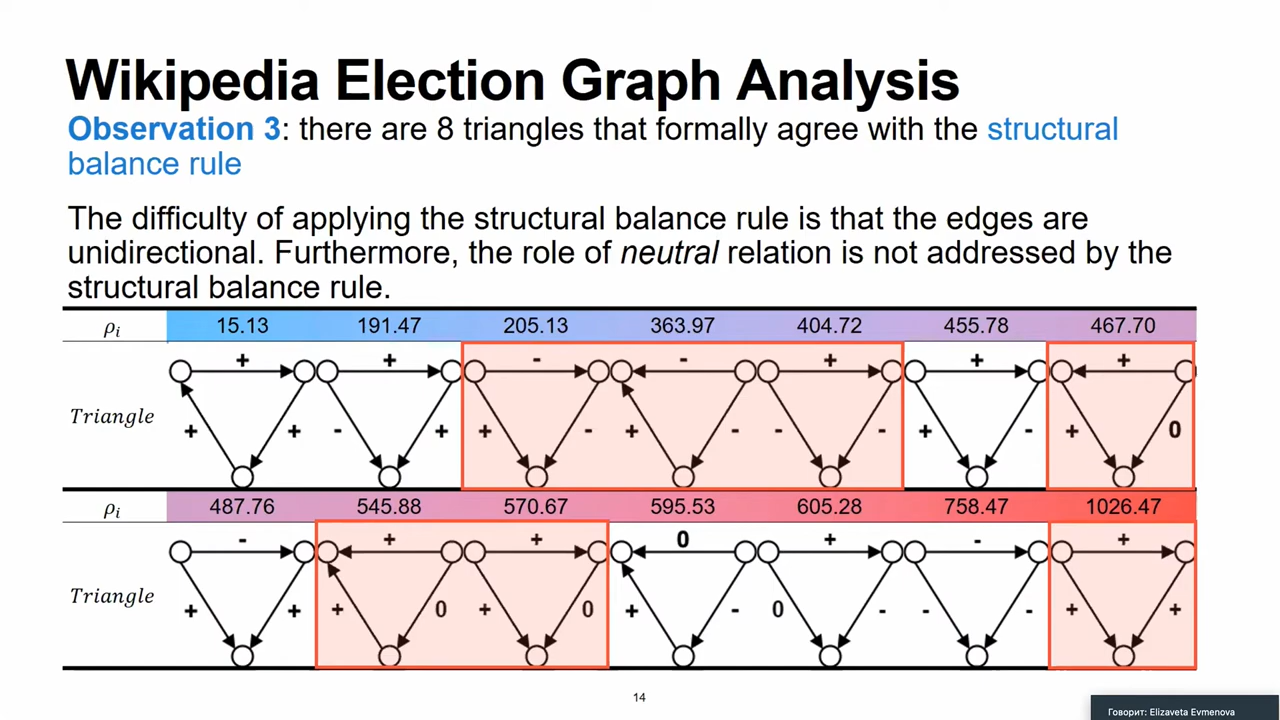 Wikipedia Election Graph Analysis
Observation 3: there are 8 triangles that formally agree with the structural
balance rule
The difficulty of applying the structural balance rule is that the edges are
unidirectional. Furthermore, the role of neutral relation is not addressed by the
structural balance rule.
ρi 15.13 191.47 205.13 363.97 404.72 455.78 467.70
+ + - - + + +
Triangle
+ + - + + - + - - - + - + 0
ρi 487.76 545.88 570.67 595.53 605.28 758.47 1026.47
- + + 0 + - +
Triangle
+ + + 0 + 0 + - 0 - - - + +
14
Говорит: Elizaveta Evmenova